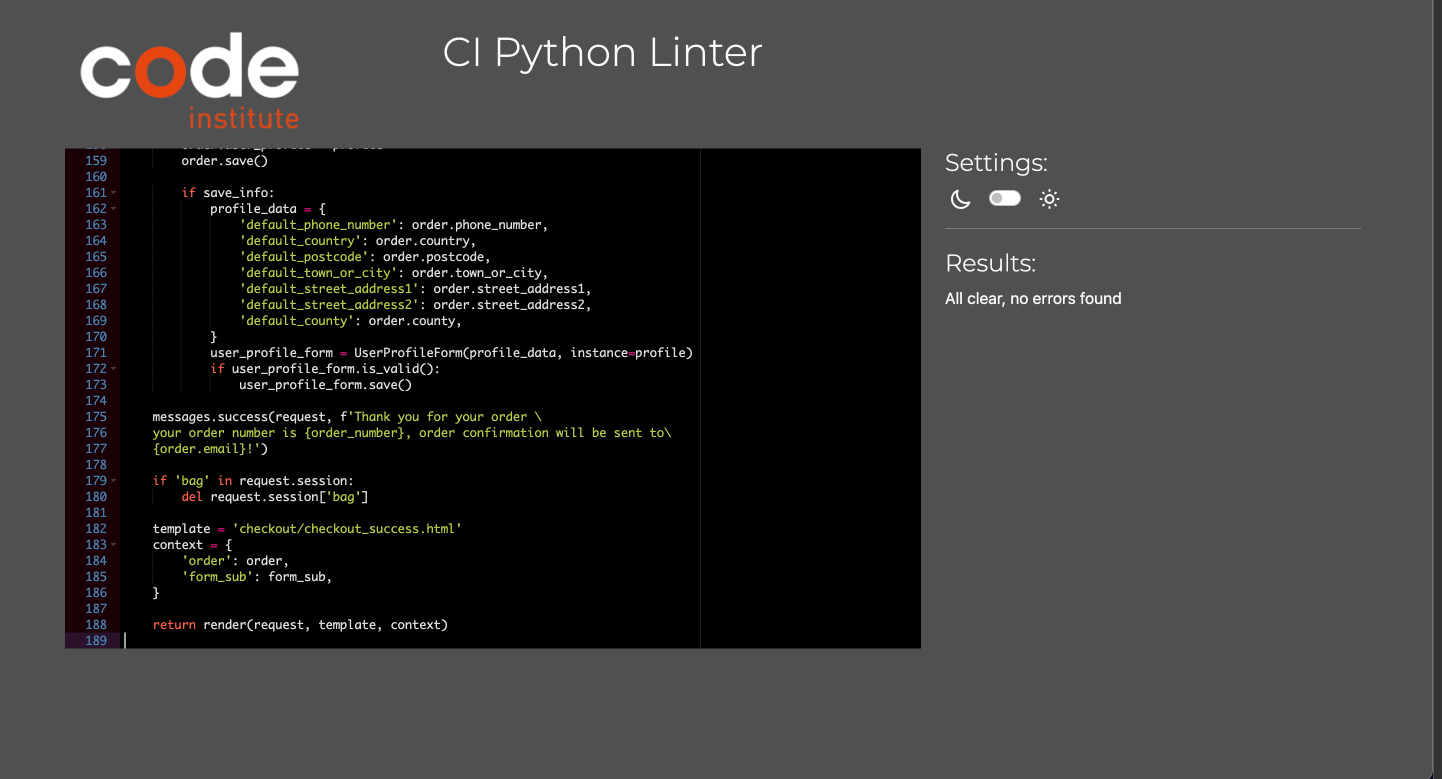 code
institute
CI Python Linter
159 order.save()
160
161 if save_info:
162 profile_data = {
163 'default_phone_number': order.phone_number,
164 'default_country': order.country,
165 'default_postcode': order.postcode,
166 'default_town_or_city': order.town_or_city,
167 'default_street_address1': order.street_address1,
168 'default_street_address2': order.street_address2,
169 'default_county': order.county,
170 }
171 user_profile_form = UserProfileForm(profile_data, instance=profile)
172 if user_profile_form.is_valid():
173 user_profile_form.save()
174
175 messages.success(request, f'Thank you for your order \
176 your order number is {order_number}, order confirmation will be sent to\
177 {order.email}!')
178
179 if 'bag' in request.session:
180 del request.session['bag']
181
182 template = 'checkout/checkout_success.html'
183 context = {
184 'order': order,
185 'form_sub': form_sub,
186 }
187
188 return render(request, template, context)
189
Settings:
Results:
All clear, no errors found